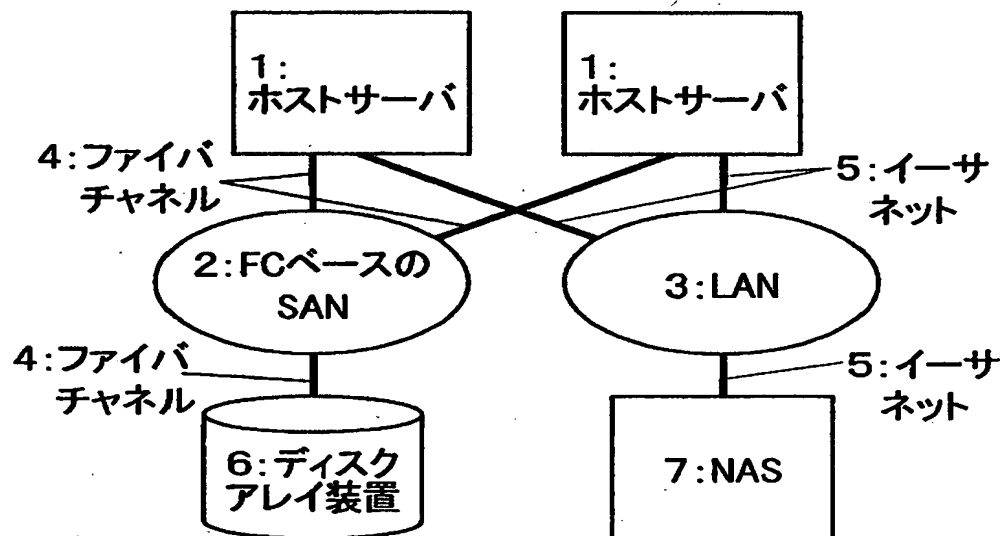 1:
ホストサーバ
1:
ホストサーバ
4:ファイバ
チャネル
5:イーサ
ネット
2:FCベースの
SAN
3:LAN
4:ファイバ
チャネル
5:イーサ
ネット
6:ディスク
アレイ装置
7:NAS